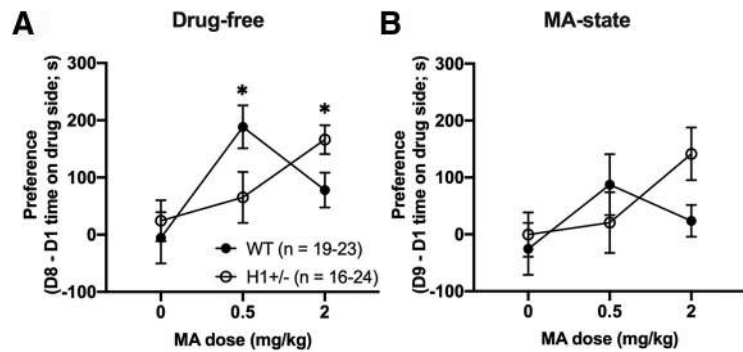 A
Drug-free
Preference
(D8 - D1 time on drug side; s)
300
200
100
0
-100
*
*
WT (n = 19-23)
H1+/- (n = 16-24)
0
0.5
2
MA dose (mg/kg)
B
MA-state
Preference
(D9 - D1 time on drug side; s)
300
200
100
0
-100
0
0.5
2
MA dose (mg/kg)